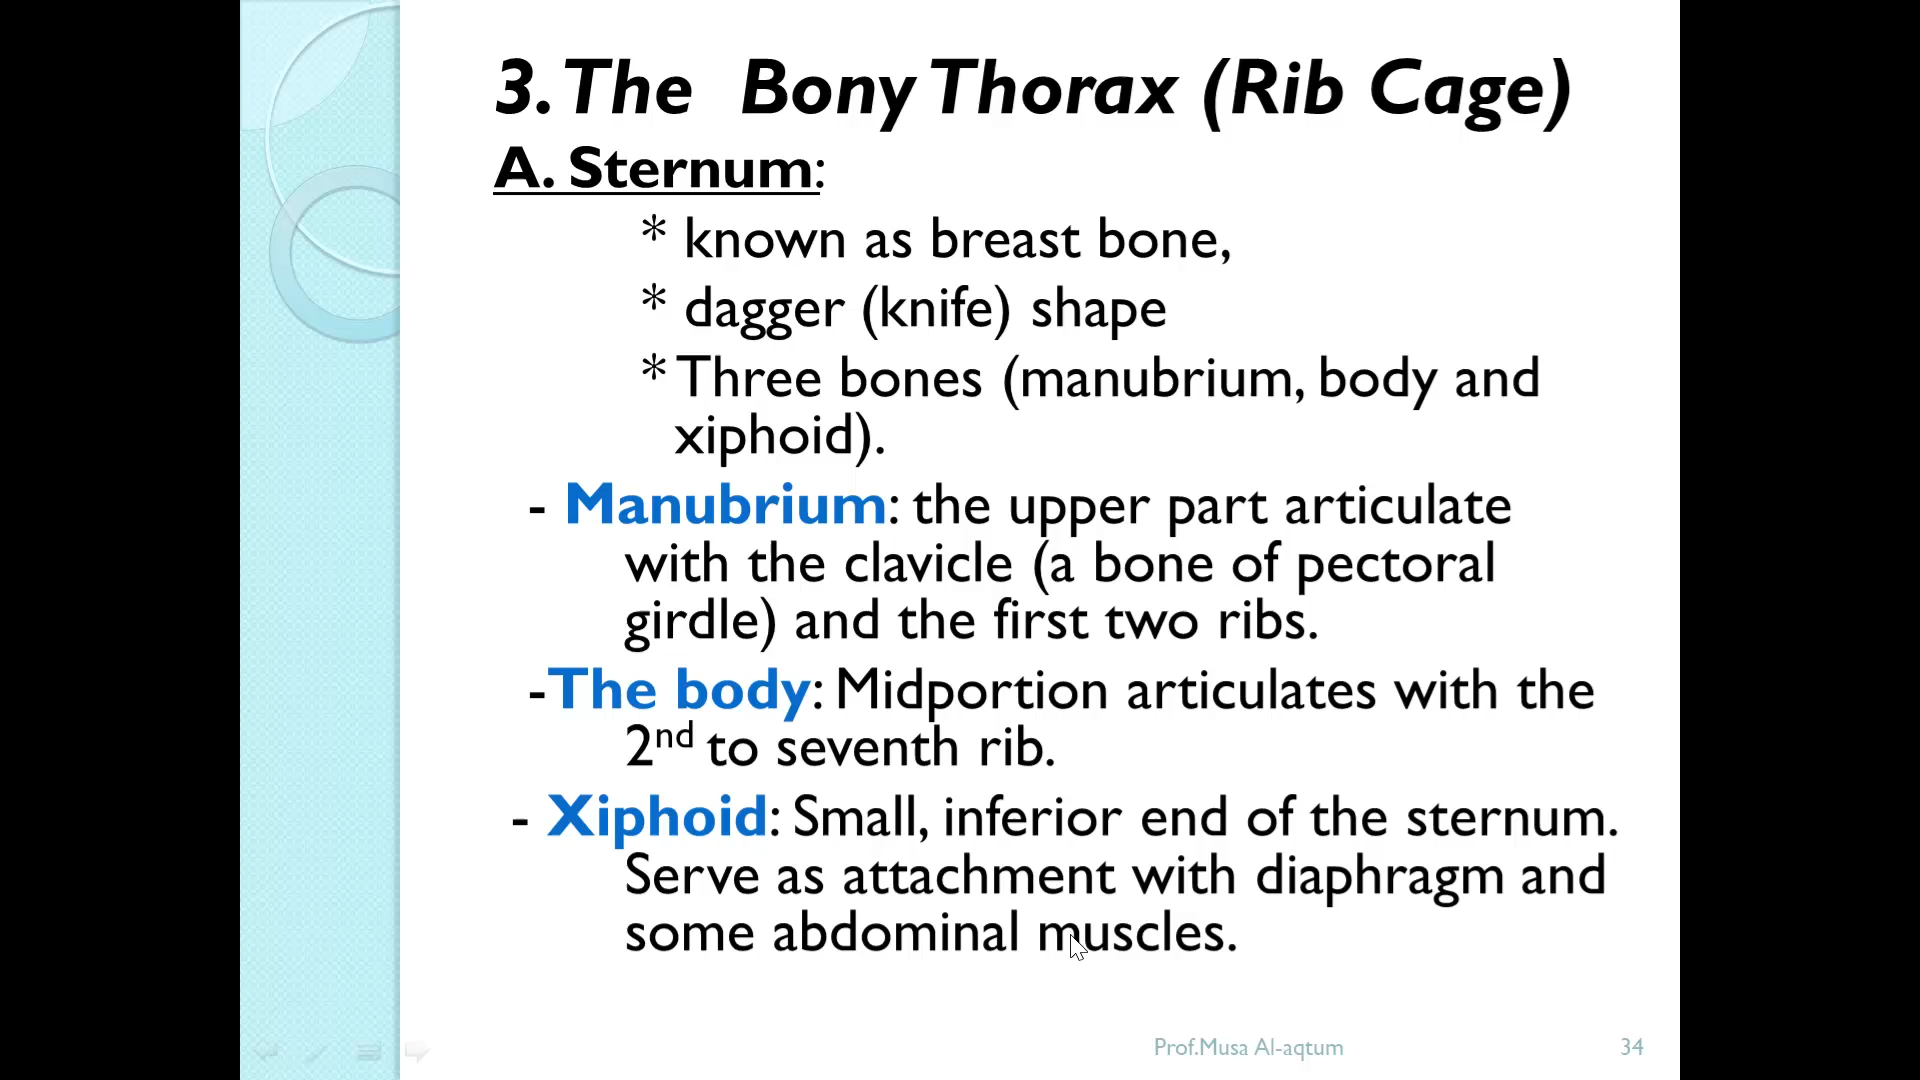 3. The Bony Thorax (Rib Cage)
A. Sternum:
* known as breast bone,
* dagger (knife) shape
* Three bones (manubrium, body and
xiphoid).
- Manubrium: the upper part articulate
with the clavicle (a bone of pectoral
girdle) and the first two ribs.
-The body: Midportion articulates with the
2nd to seventh rib.
- Xiphoid: Small, inferior end of the sternum.
Serve as attachment with diaphragm and
some abdominal muscles.
Prof.Musa Al-aqtum 34